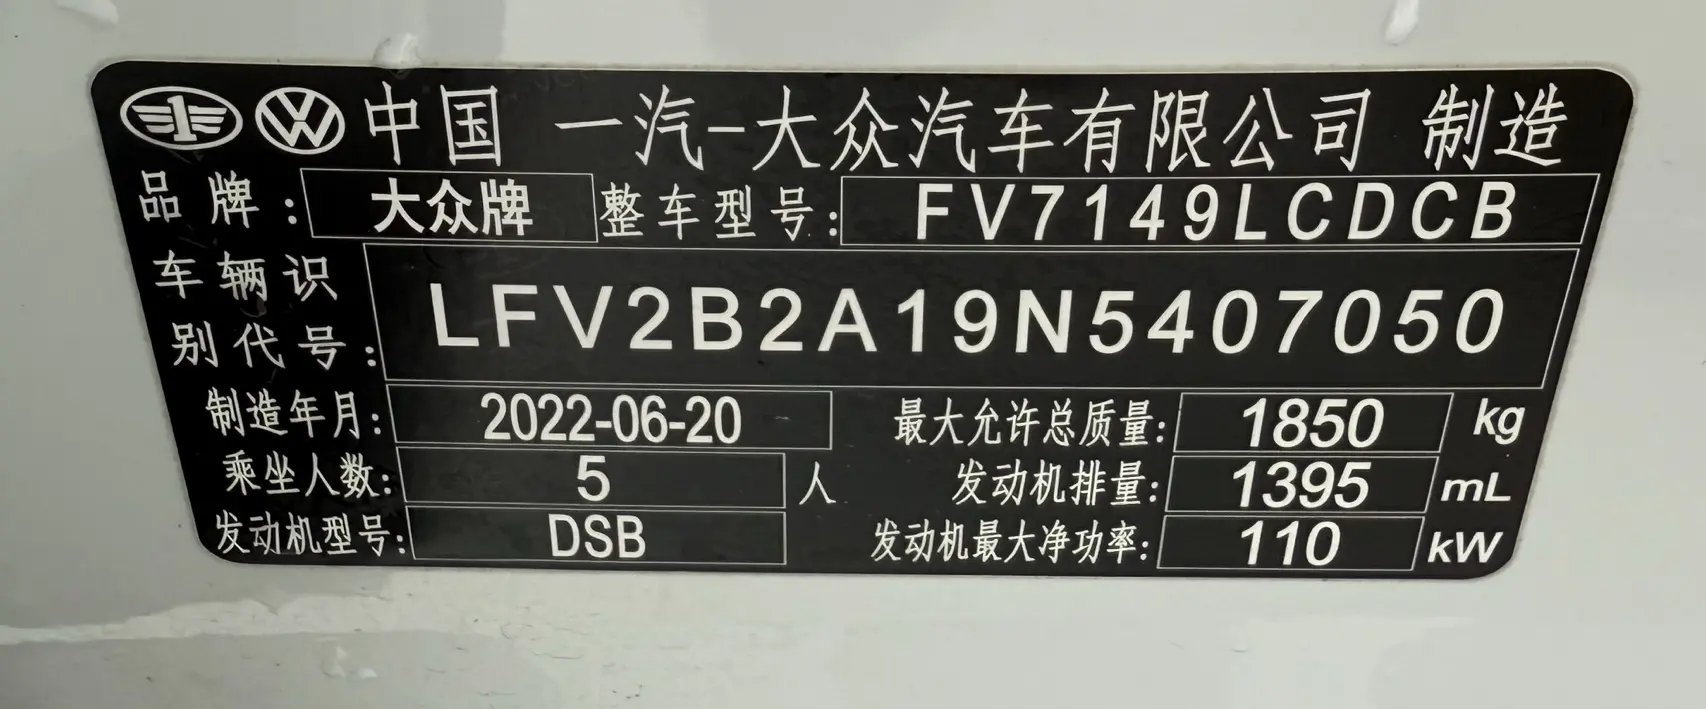 中国 一汽-大众汽车有限公司 制造
品牌: 大众牌 整车型号: FV7149LCDCB
车辆识别代号: LFV2B2A19N5407050
制造年月: 2022-06-20 最大允许总质量: 1850 kg
乘坐人数: 5 人 发动机排量: 1395 mL
发动机型号: DSB 发动机最大净功率: 110 kW